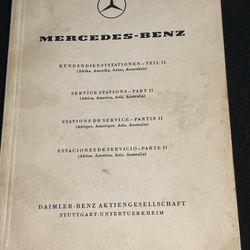 MERCEDES-BENZ
KUNDENDIENSTSTATIONEN – TEIL II
(Afrika, Amerika, Asien, Australien)
SERVICE STATIONS – PART II
(Africa, America, Asia, Australia)
STATIONS DE SERVICE – PARTIE II
(Afrique, Amerique, Asie, Australie)
ESTACIONES DE SERVICIO – PARTE II
(Africa, America, Asia, Australia)
DAIMLER-BENZ AKTIENGESELLSCHAFT
STUTTGART-UNTERTUERKHEIM